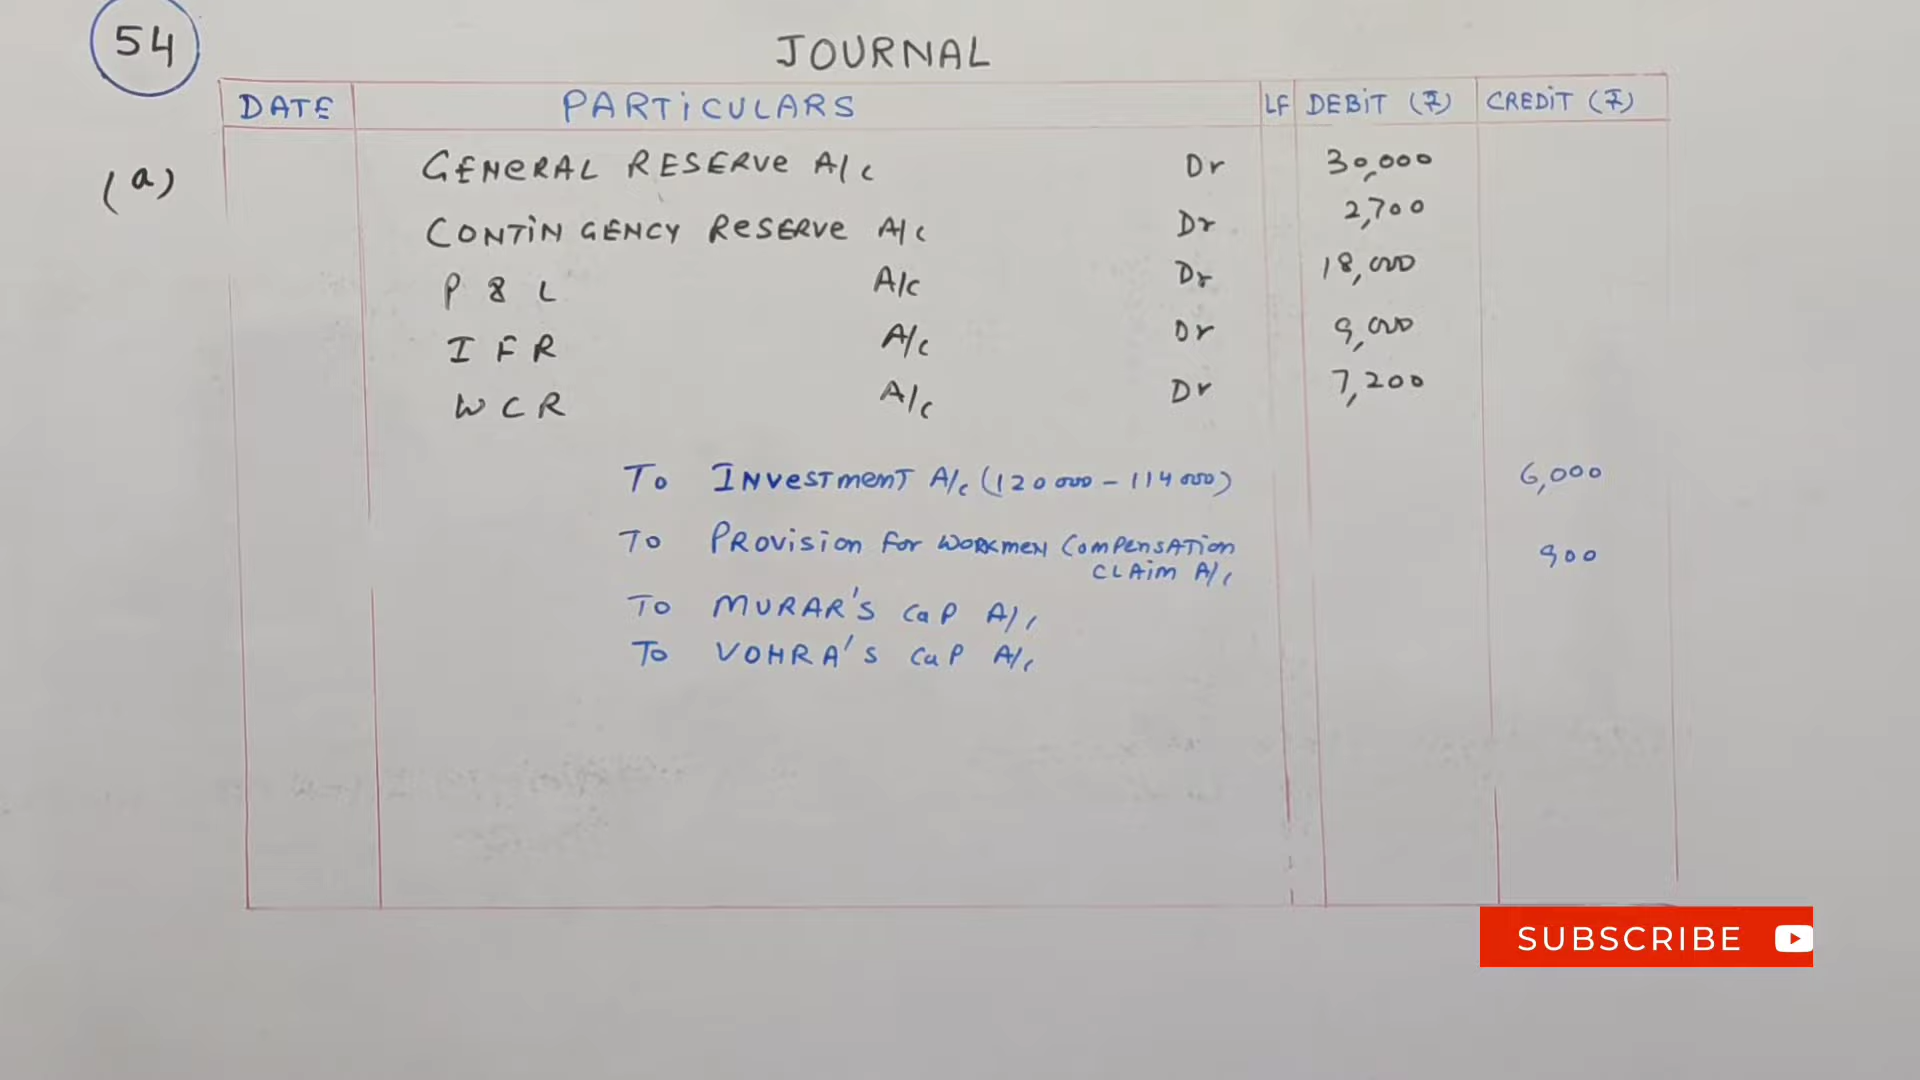 54
JOURNAL
DATE PARTICULARS LF DEBIT (₹) CREDIT (₹)
(a) GENERAL RESERVE A/c Dr 30,000
CONTINGENCY RESERVE A/c Dr 2,700
P & L A/c Dr 18,000
I F R A/c Dr 9,000
W C R A/c Dr 7,200
To INVESTMENT A/c (120000 - 114000) 6,000
To PROVISION FOR WORKMEN COMPENSATION 900
CLAIM A/c
To MURAR'S CAP A/c
To VOHRA'S CAP A/c
SUBSCRIBE